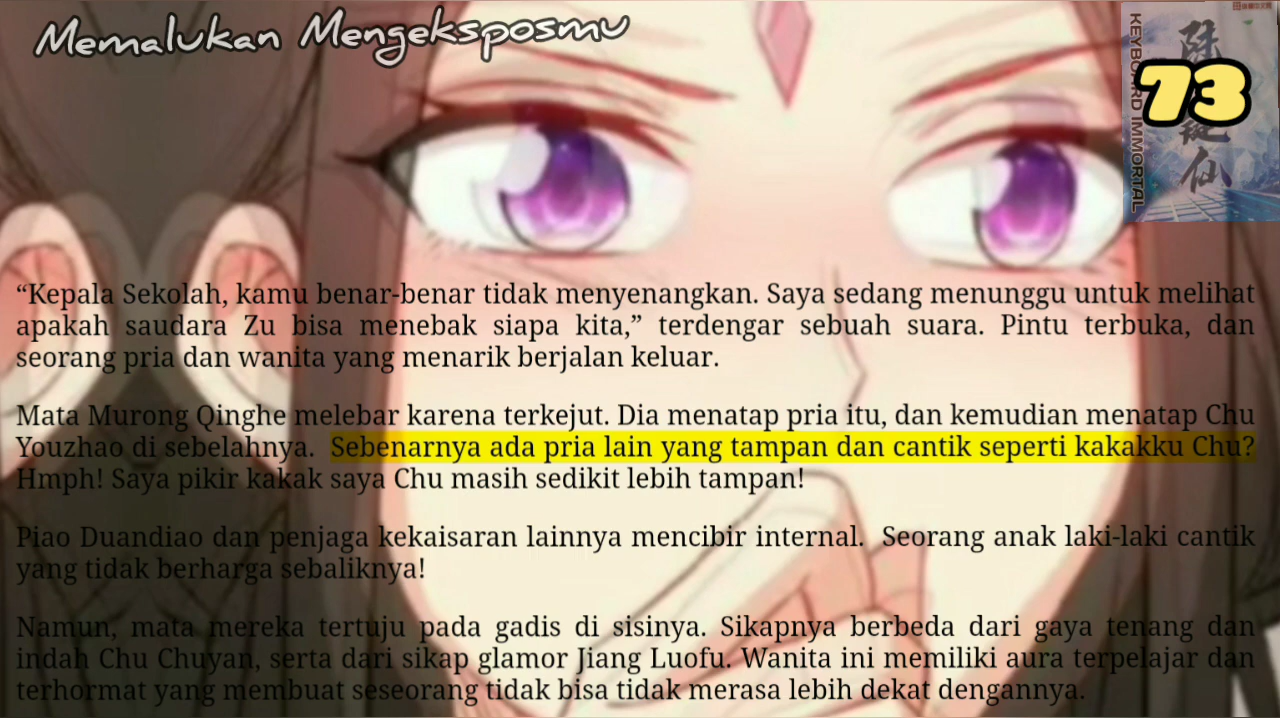 Memalukan Mengeksposmu
KEYBOARD IMMORTAL
73
“Kepala Sekolah, kamu benar-benar tidak menyenangkan. Saya sedang menunggu untuk melihat
apakah saudara Zu bisa menebak siapa kita,” terdengar sebuah suara. Pintu terbuka, dan
seorang pria dan wanita yang menarik berjalan keluar.
Mata Murong Qinghe melebar karena terkejut. Dia menatap pria itu, dan kemudian menatap Chu
Youzhao di sebelahnya. Sebenarnya ada pria lain yang tampan dan cantik seperti kakakku Chu?
Hmph! Saya pikir kakak saya Chu masih sedikit lebih tampan!
Piao Duandiao dan penjaga kekaisaran lainnya mencibir internal. Seorang anak laki-laki cantik
yang tidak berharga sebaliknya!
Namun, mata mereka tertuju pada gadis di sisinya. Sikapnya berbeda dari gaya tenang dan
indah Chu Chuyan, serta dari sikap glamor Jiang Luofu. Wanita ini memiliki aura terpelajar dan
terhormat yang membuat seseorang tidak bisa tidak merasa lebih dekat dengannya.